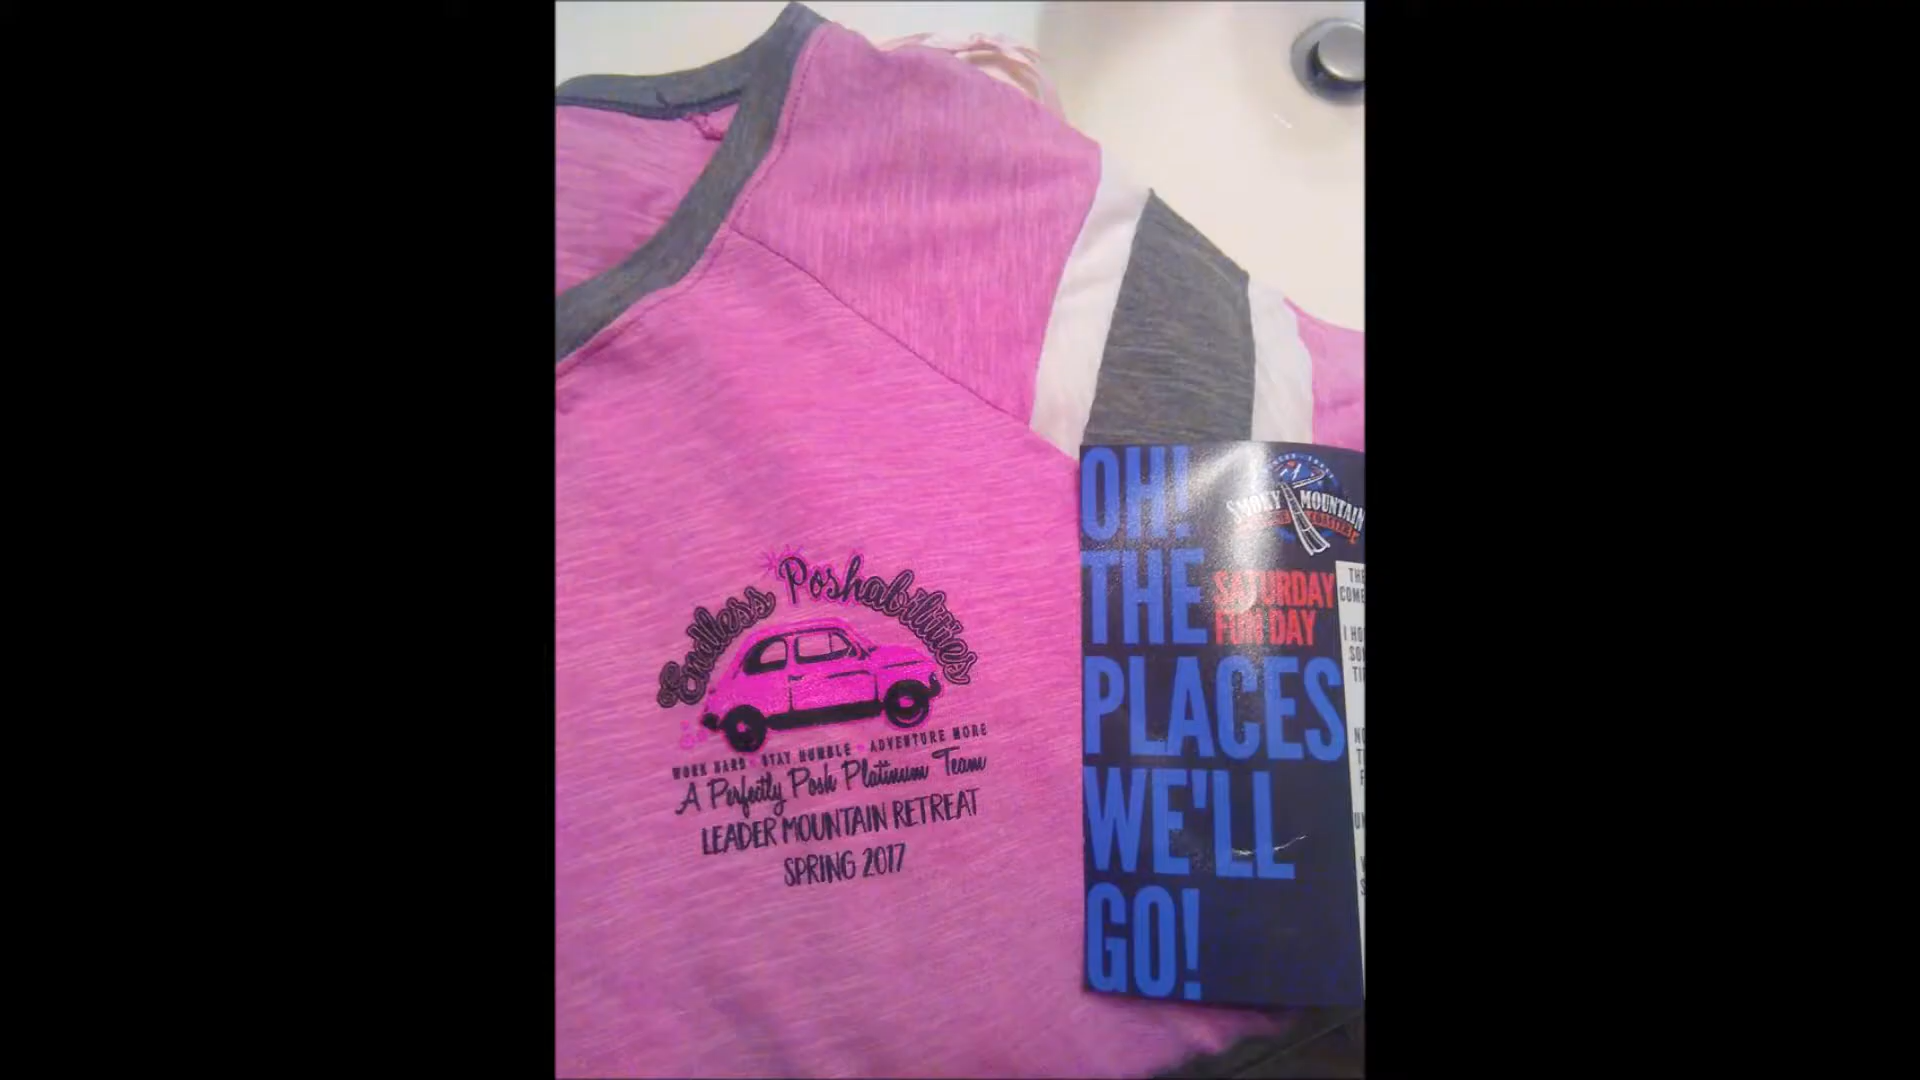 Endless Poshabilities
WORK HARD • STAY HUMBLE • ADVENTURE MORE
A Perfectly Posh Platinum Team
LEADER MOUNTAIN RETREAT
SPRING 2017
OH!
THE
PLACES
WE'LL
GO!
SMOKY MOUNTAIN
SATURDAY
FUN DAY